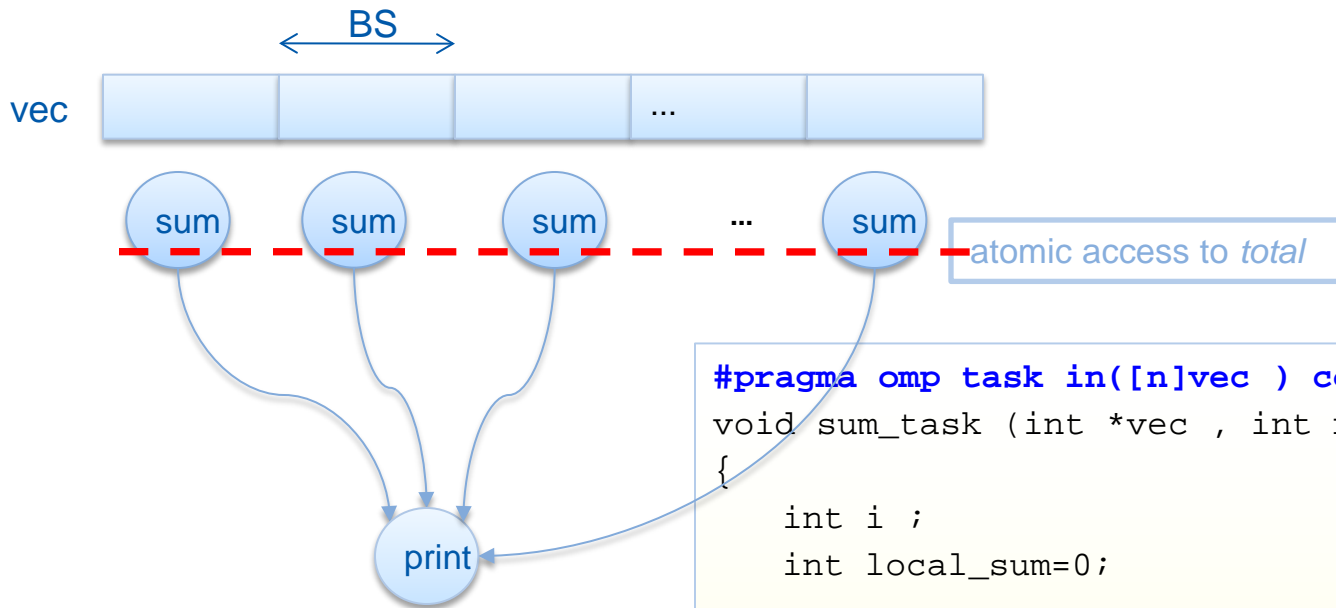 BS
vec
...
sum sum sum ... sum
atomic access to total
#pragma omp task in([n]vec )
void sum_task (int *vec , int
{
int i ;
int local_sum=0;
print